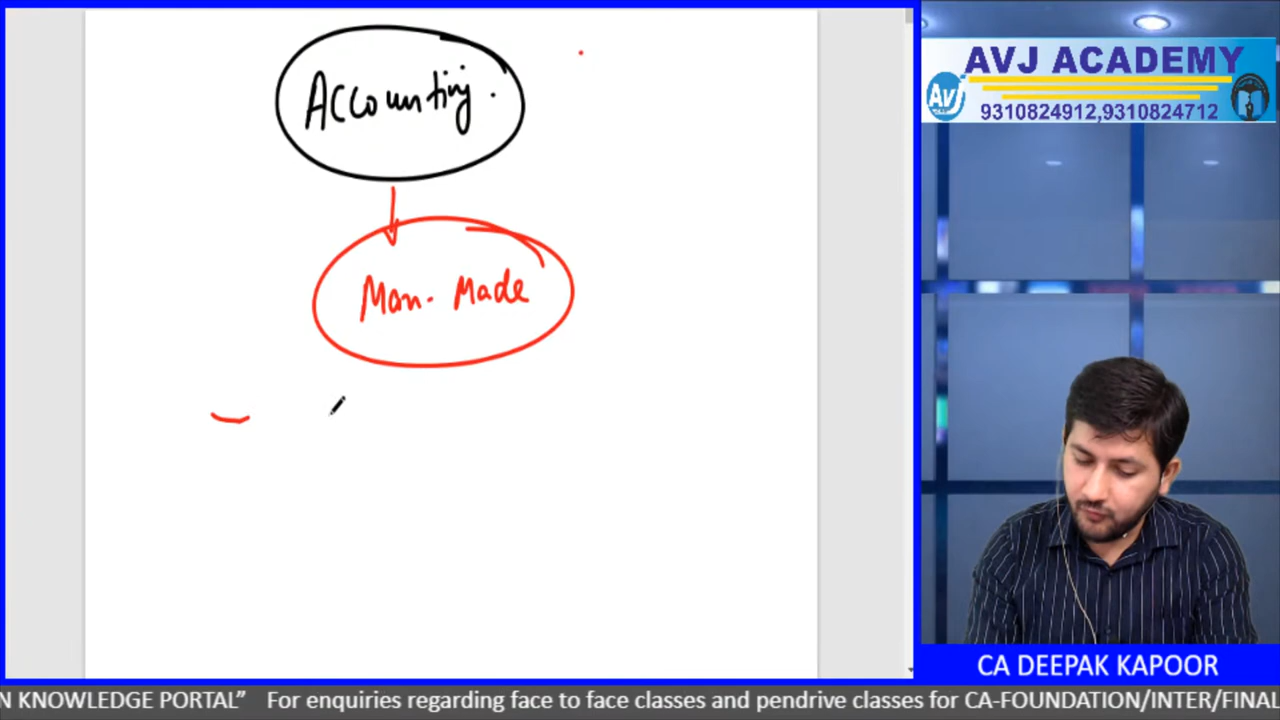 Accounting.
Man. Made
AVJ ACADEMY
AVJ
9310824912,9310824712
CA DEEPAK KAPOOR
N KNOWLEDGE PORTAL” For enquiries regarding face to face classes and pendrive classes for CA-FOUNDATION/INTER/FINAL